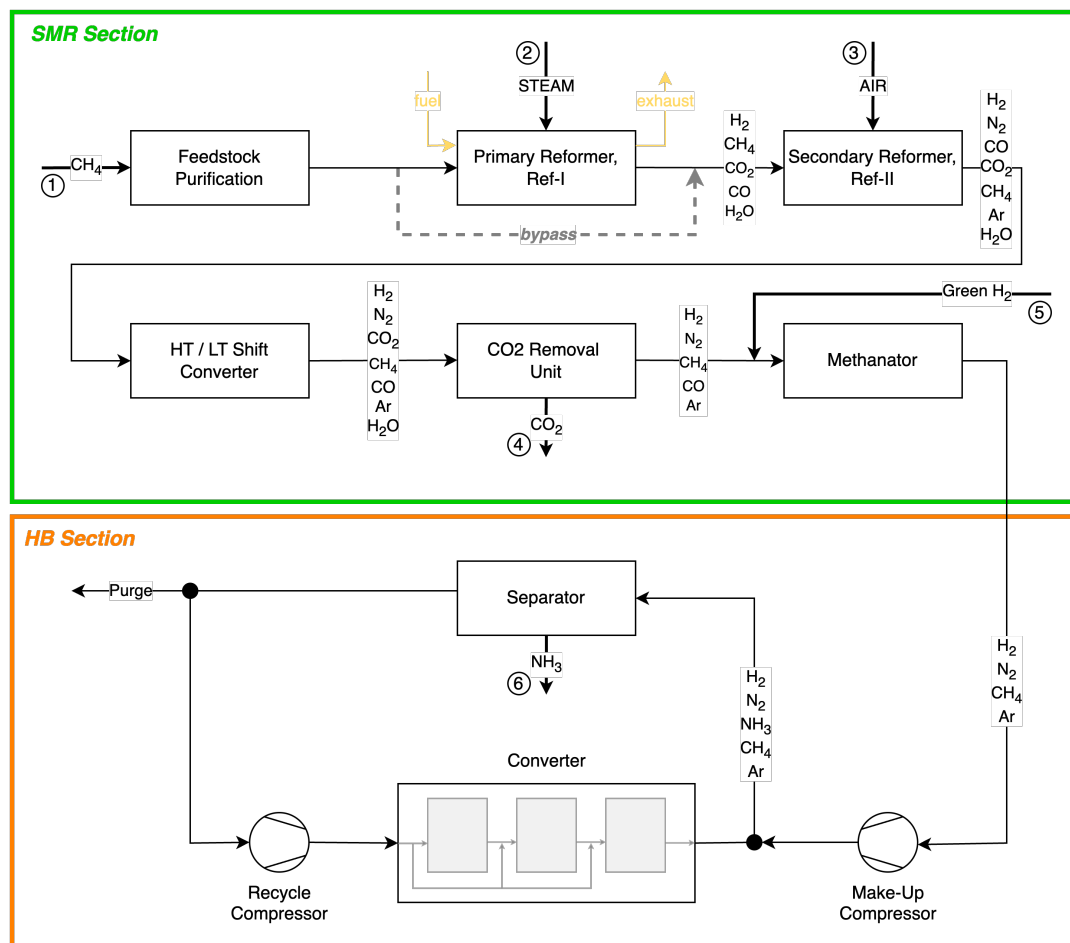 SMR Section
②
③
STEAM
AIR
fuel
exhaust
CH₄
①
Feedstock
Purification
Primary Reformer,
Ref-I
H₂
CH₄
CO₂
CO
H₂O
Secondary Reformer,
Ref-II
H₂
N₂
CO
CO₂
CH₄
Ar
H₂O
bypass
Green H₂
⑤
HT / LT Shift
Converter
H₂
N₂
CO₂
CH₄
CO
Ar
H₂O
CO2 Removal
Unit
H₂
N₂
CH₄
CO
Ar
Methanator
CO₂
④
HB Section
Purge
Separator
NH₃
⑥
H₂
N₂
NH₃
CH₄
Ar
H₂
N₂
CH₄
Ar
Converter
Recycle
Compressor
Make-Up
Compressor